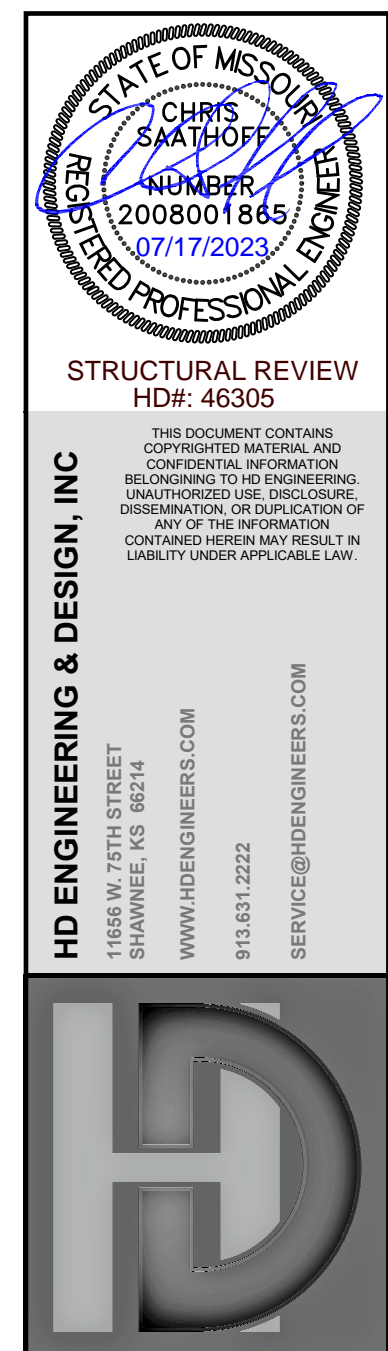 STATE OF MISSOURI
CHRIS
SAATHOFF
NUMBER
2008001865
07/17/2023
REGISTERED PROFESSIONAL ENGINEER
STRUCTURAL REVIEW
HD#: 46305
THIS DOCUMENT CONTAINS
COPYRIGHTED MATERIAL AND
CONFIDENTIAL INFORMATION
BELONGINING TO HD ENGINEERING.
UNAUTHORIZED USE, DISCLOSURE,
DISSEMINATION, OR DUPLICATION OF
ANY OF THE INFORMATION
CONTAINED HEREIN MAY RESULT IN
LIABILITY UNDER APPLICABLE LAW.
HD ENGINEERING & DESIGN, INC
11656 W. 75TH STREET
SHAWNEE, KS 66214
WWW.HDENGINEERS.COM
913.631.2222
SERVICE@HDENGINEERS.COM
HD